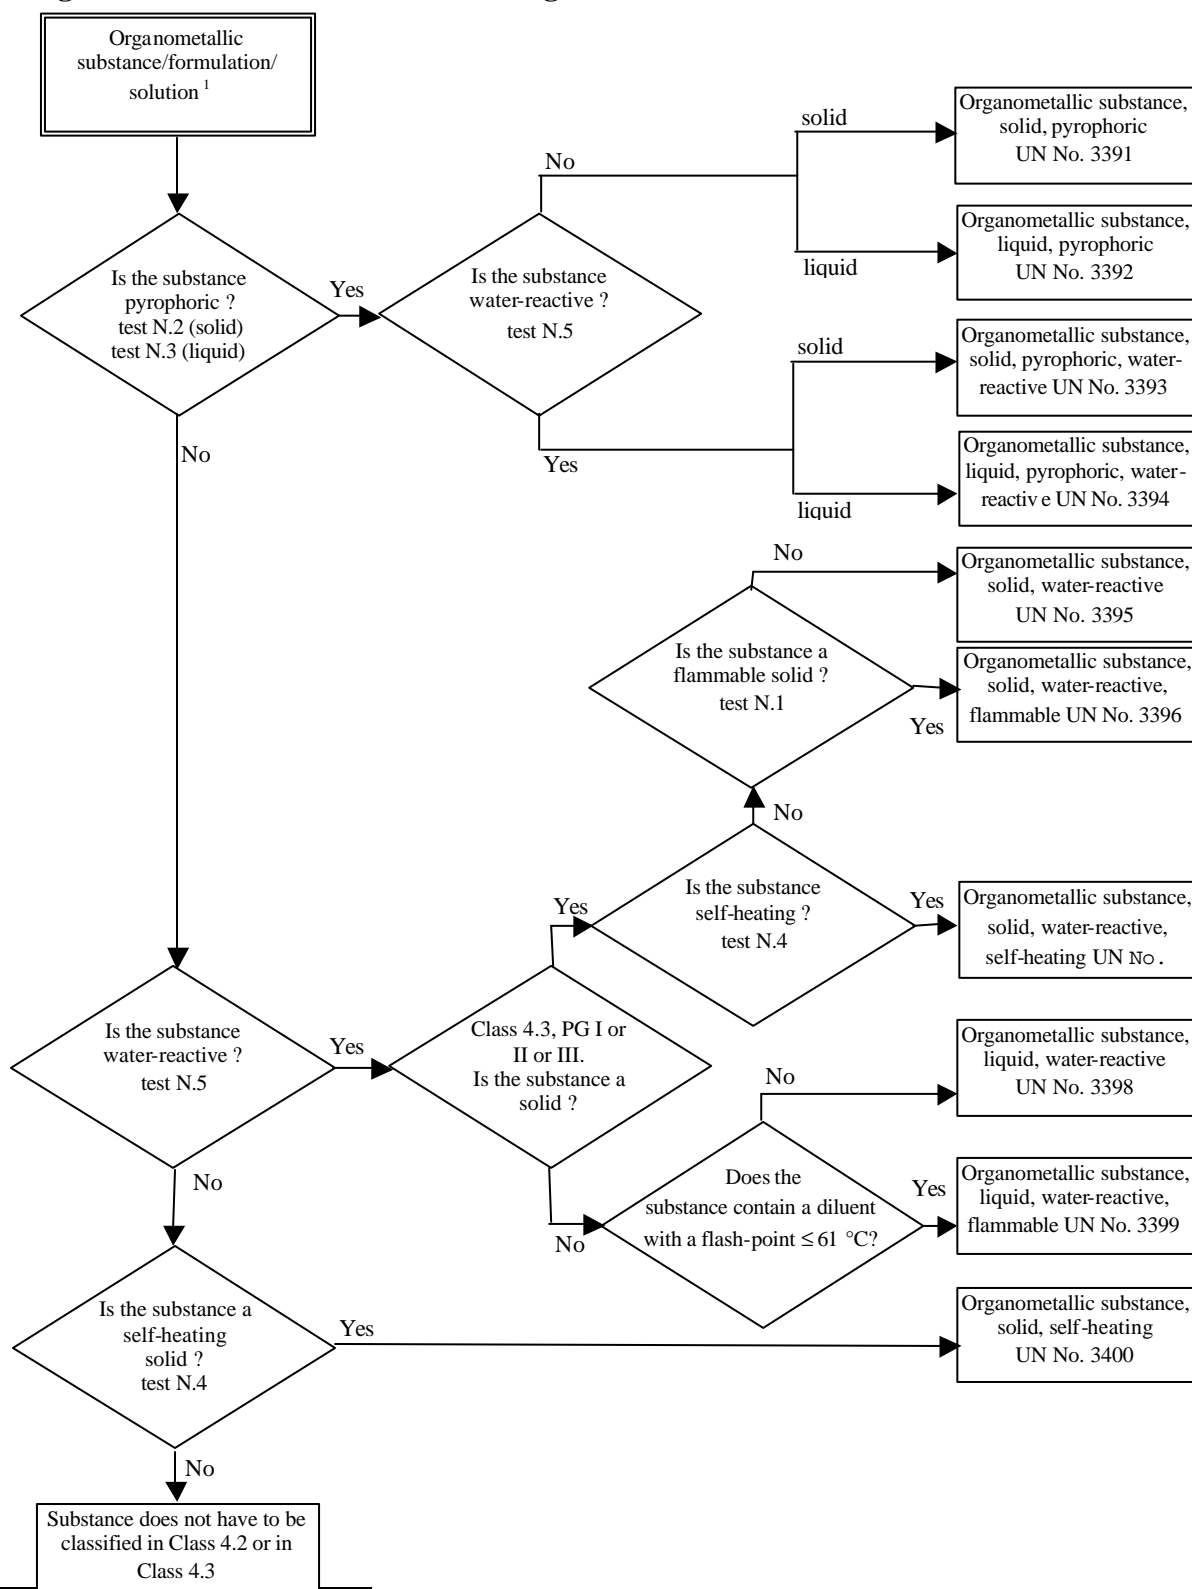 Organometallic
substance/formulation/
solution 1
solid
Organometallic substance,
solid, pyrophoric
UN No. 3391
No
Organometallic substance,
liquid, pyrophoric
UN No. 3392
liquid
Is the substance
pyrophoric ?
test N.2 (solid)
test N.3 (liquid)
Yes
Is the substance
water-reactive ?
test N.5
solid
Organometallic substance,
solid, pyrophoric, water-
reactive UN No. 3393
No
Yes
Organometallic substance,
liquid, pyrophoric, water-
reactive UN No. 3394
liquid
No
Organometallic substance,
solid, water-reactive
UN No. 3395
Is the substance a
flammable solid ?
test N.1
Organometallic substance,
solid, water-reactive,
flammable UN No. 3396
Yes
No
Is the substance
self-heating ?
test N.4
Yes
Yes
Organometallic substance,
solid, water-reactive,
self-heating UN No.
Is the substance
water-reactive ?
test N.5
Yes
Class 4.3, PG I or
II or III.
Is the substance a
solid ?
No
Organometallic substance,
liquid, water-reactive
UN No. 3398
No
No
Does the
substance contain a diluent
with a flash-point ≤ 61 °C?
Yes
Organometallic substance,
liquid, water-reactive,
flammable UN No. 3399
Is the substance a
self-heating
solid ?
test N.4
Yes
Organometallic substance,
solid, self-heating
UN No. 3400
No
Substance does not have to be
classified in Class 4.2 or in
Class 4.3